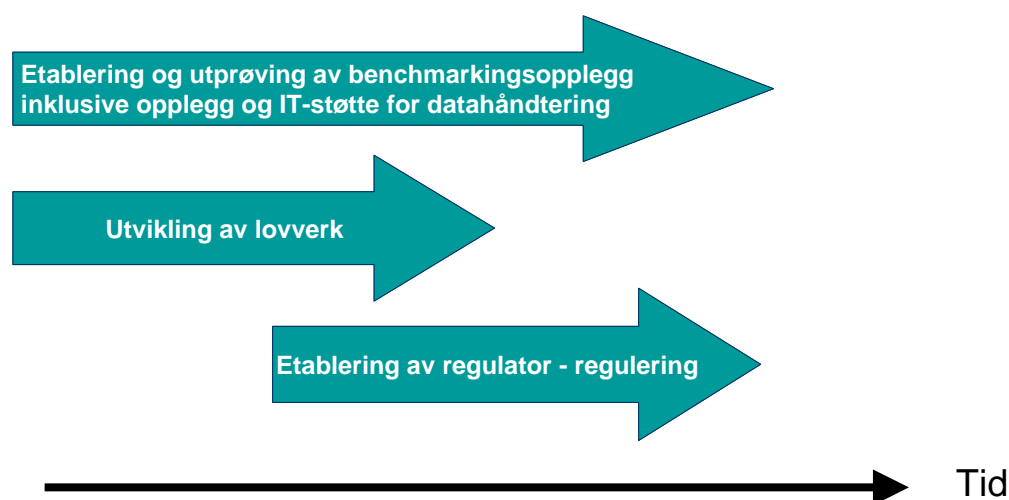 Etablering og utprøving av benchmarkingsopplegg
inklusive opplegg og IT-støtte for datahåndtering
Utvikling av lovverk
Etablering av regulator - regulering
Tid